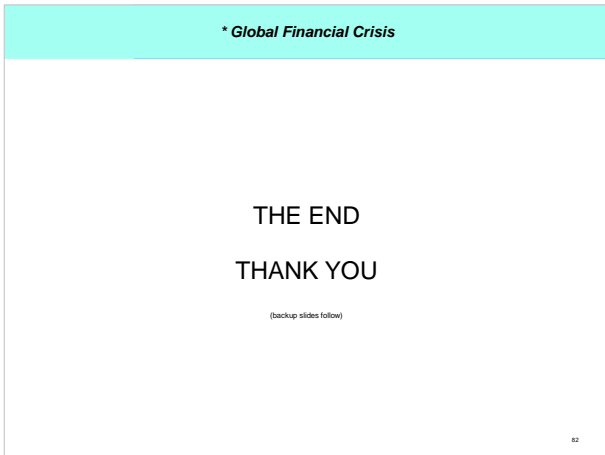 * Global Financial Crisis
THE END
THANK YOU
(backup slides follow)
82